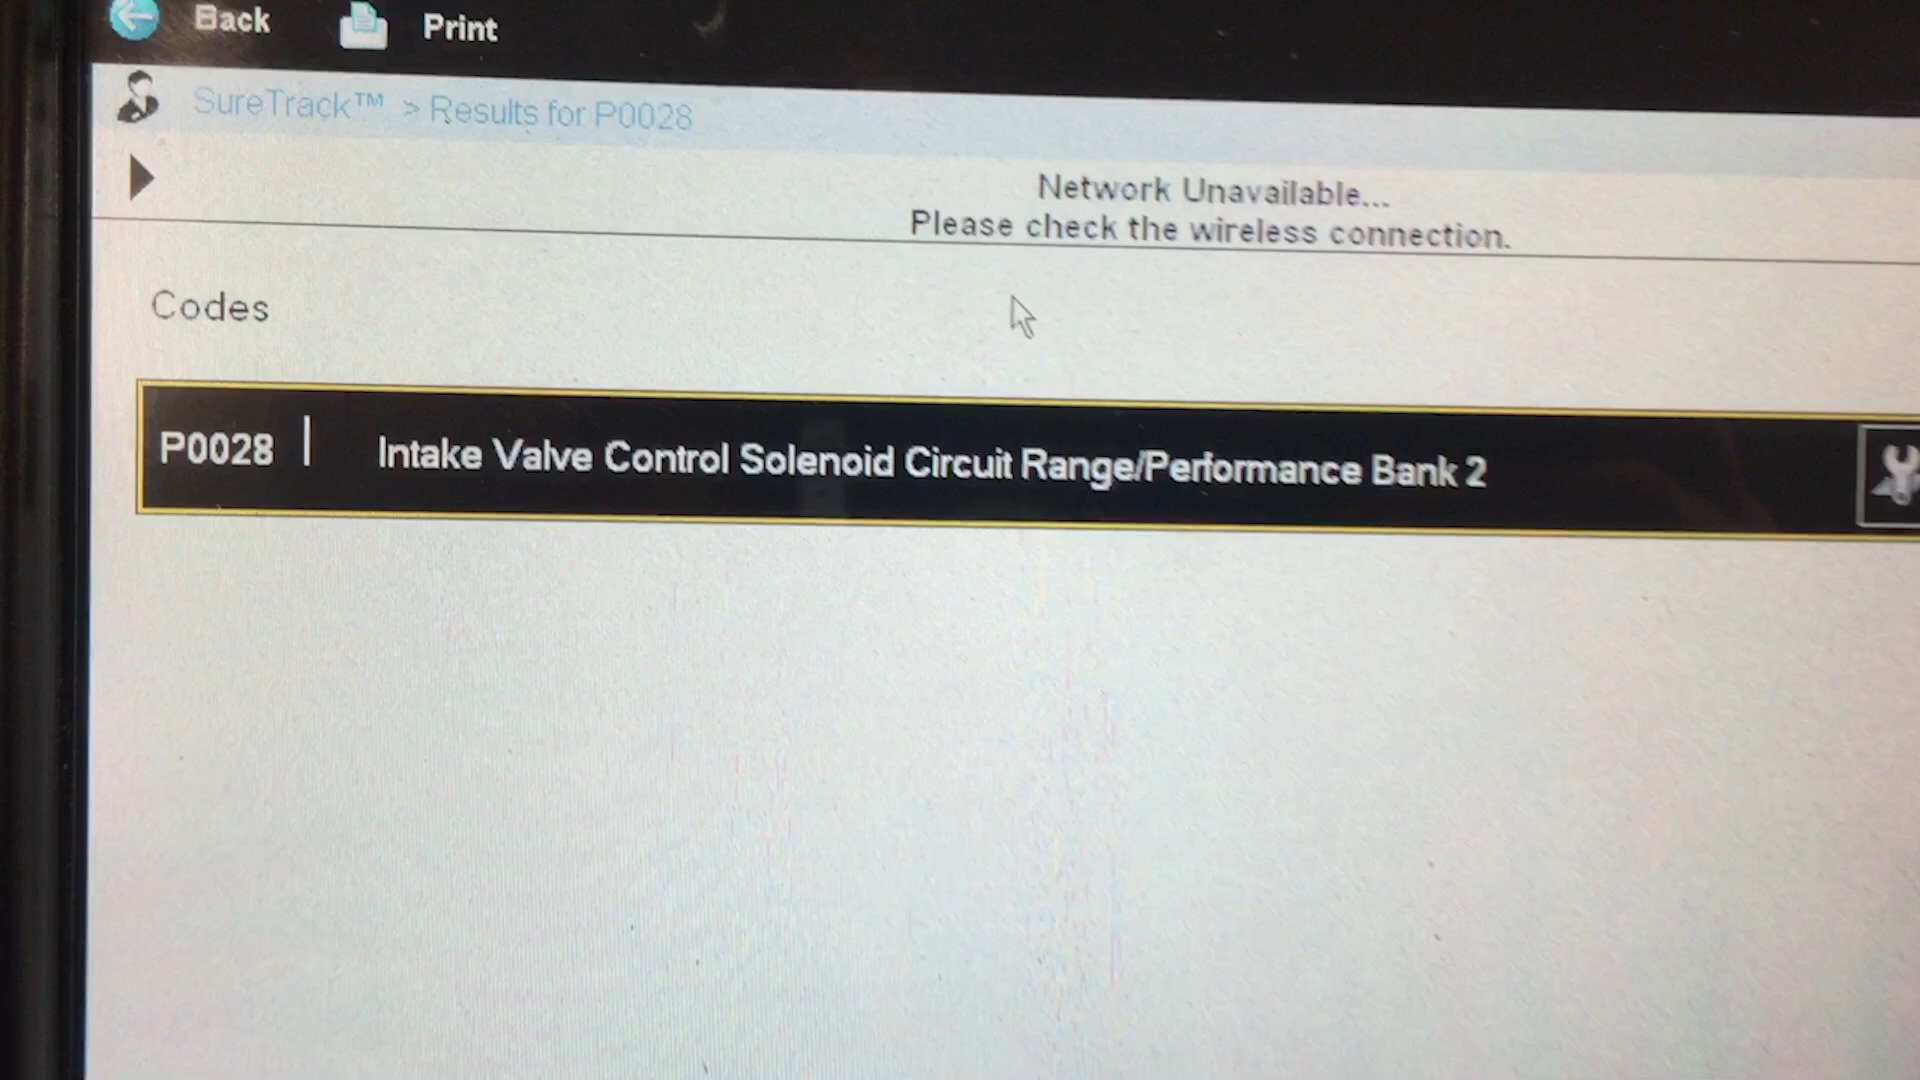 Back Print
SureTrack™ > Results for P0028
Network Unavailable...
Please check the wireless connection.
Codes
P0028 | Intake Valve Control Solenoid Circuit Range/Performance Bank 2